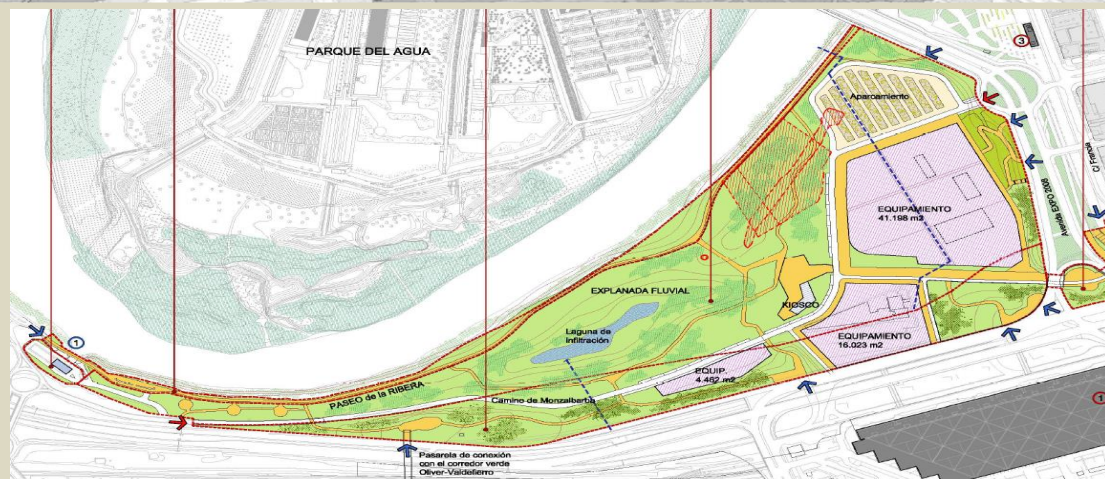 PARQUE DEL AGUA
3
Aparcamiento
C/ Francia
Avenida EXPO 2008
EQUIPAMIENTO
41.198 m2
EXPLANADA FLUVIAL
KIOSCO
Laguna de
Infiltración
EQUIPAMIENTO
16.023 m2
1
EQUIP.
4.462 m2
PASEO de la RIBERA
Camino de Monzalbarba
1
Pasarela de conexión
con el corredor verde
Oliver-Valdefierro